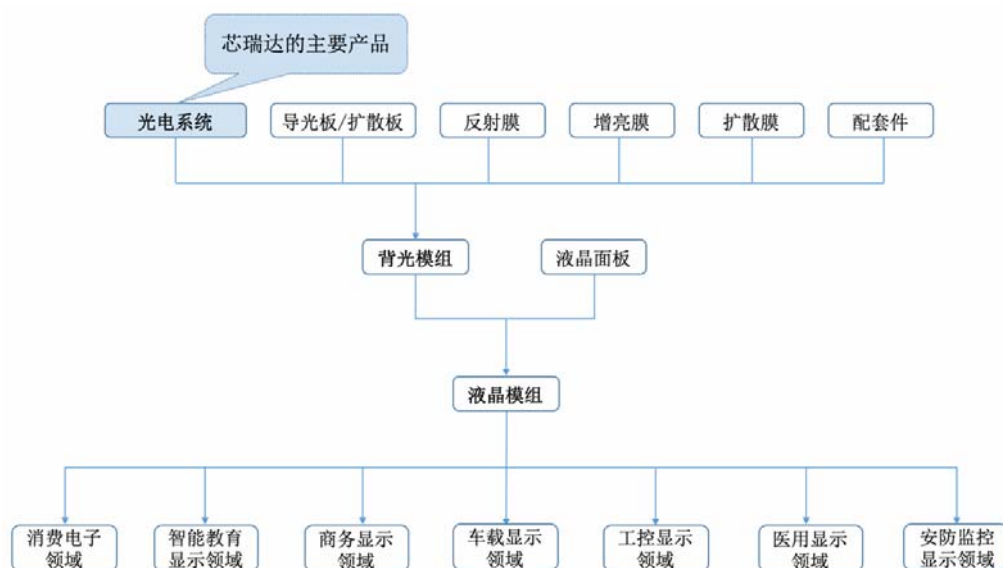 芯瑞达的主要产品
光电系统
导光板/扩散板
反射膜
增亮膜
扩散膜
配套件
背光模组
液晶面板
液晶模组
消费电子
领域
智能教育
显示领域
商务显示
领域
车载显示
领域
工控显示
领域
医用显示
领域
安防监控
显示领域